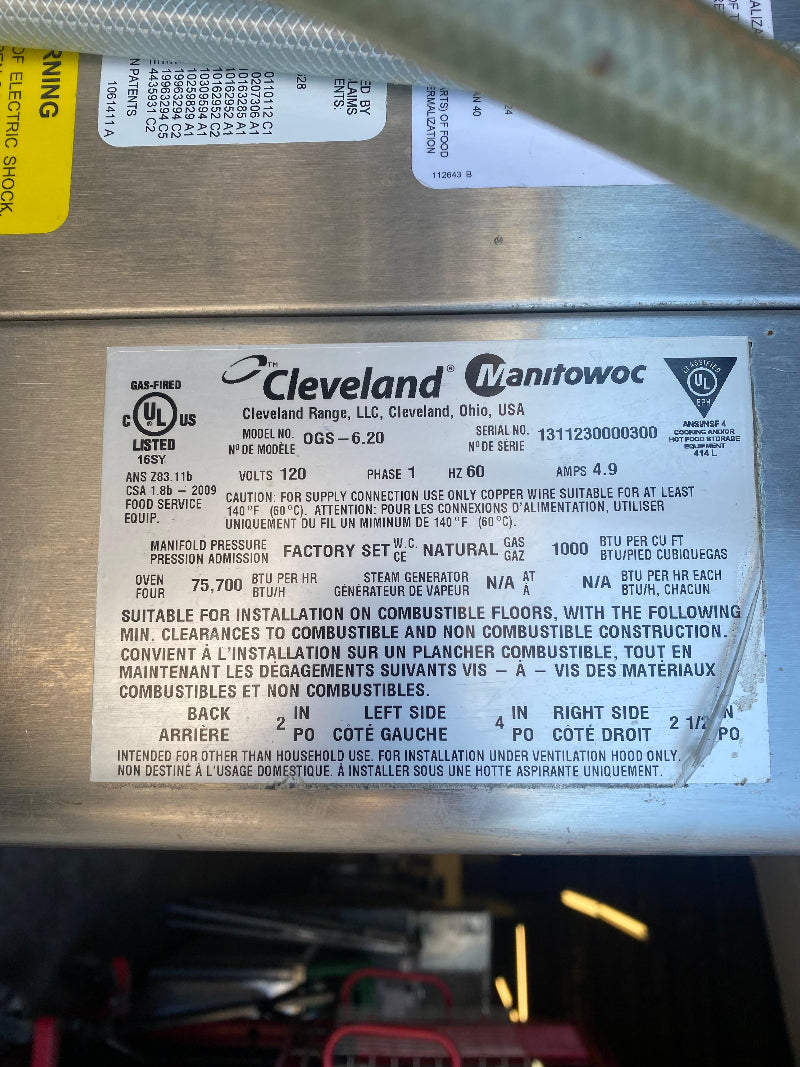 RNING
OF ELECTRIC SHOCK.
0110112 C1
0207306 A1
10163285 A1
10162952 A1
10162952 C2
10309594 A1
10259829 A1
19963294 C2
19963294 C5
4435931 C2
N PATENTS
1061411 A
ED BY
LAIMS
ENTS.
ARTS) OF FOOD
ERMALIZATION
112643 B
GAS-FIRED
C UL US
®
LISTED
16SY
ANS Z83.11b
CSA 1.8b – 2009
FOOD SERVICE
EQUIP.
™ Cleveland® Manitowoc
Cleveland Range, LLC, Cleveland, Ohio, USA
CLASSIFIED
UL
EPH
ANSI/NSF 4
COOKING AND/OR
HOT FOOD STORAGE
EQUIPMENT
414 L
MODEL NO. OGS–6.20 SERIAL NO. 1311230000300
Nº DE MODÈLE Nº DE SÉRIE
VOLTS 120 PHASE 1 HZ 60 AMPS 4.9
CAUTION: FOR SUPPLY CONNECTION USE ONLY COPPER WIRE SUITABLE FOR AT LEAST
140°F (60°C). ATTENTION: POUR LES CONNEXIONS D'ALIMENTATION, UTILISER
UNIQUEMENT DU FIL UN MIMINUM DE 140°F (60°C).
MANIFOLD PRESSURE FACTORY SET W.C. NATURAL GAS 1000 BTU PER CU FT
PRESSION ADMISSION CE GAZ BTU/PIED CUBIQUEGAS
OVEN 75,700 BTU PER HR STEAM GENERATOR N/A AT N/A BTU PER HR EACH
FOUR BTU/H GÉNÉRATEUR DE VAPEUR À BTU/H, CHACUN
SUITABLE FOR INSTALLATION ON COMBUSTIBLE FLOORS, WITH THE FOLLOWING
MIN. CLEARANCES TO COMBUSTIBLE AND NON COMBUSTIBLE CONSTRUCTION.
CONVIENT À L'INSTALLATION SUR UN PLANCHER COMBUSTIBLE, TOUT EN
MAINTENANT LES DÉGAGEMENTS SUIVANTS VIS – À – VIS DES MATÉRIAUX
COMBUSTIBLES ET NON COMBUSTIBLES.
BACK 2 IN LEFT SIDE 4 IN RIGHT SIDE 2 1/2 IN
ARRIÈRE PO CÔTÉ GAUCHE PO CÔTÉ DROIT PO
INTENDED FOR OTHER THAN HOUSEHOLD USE. FOR INSTALLATION UNDER VENTILATION HOOD ONLY.
NON DESTINÉ À L'USAGE DOMESTIQUE. À INSTALLER SOUS UNE HOTTE ASPIRANTE UNIQUEMENT.